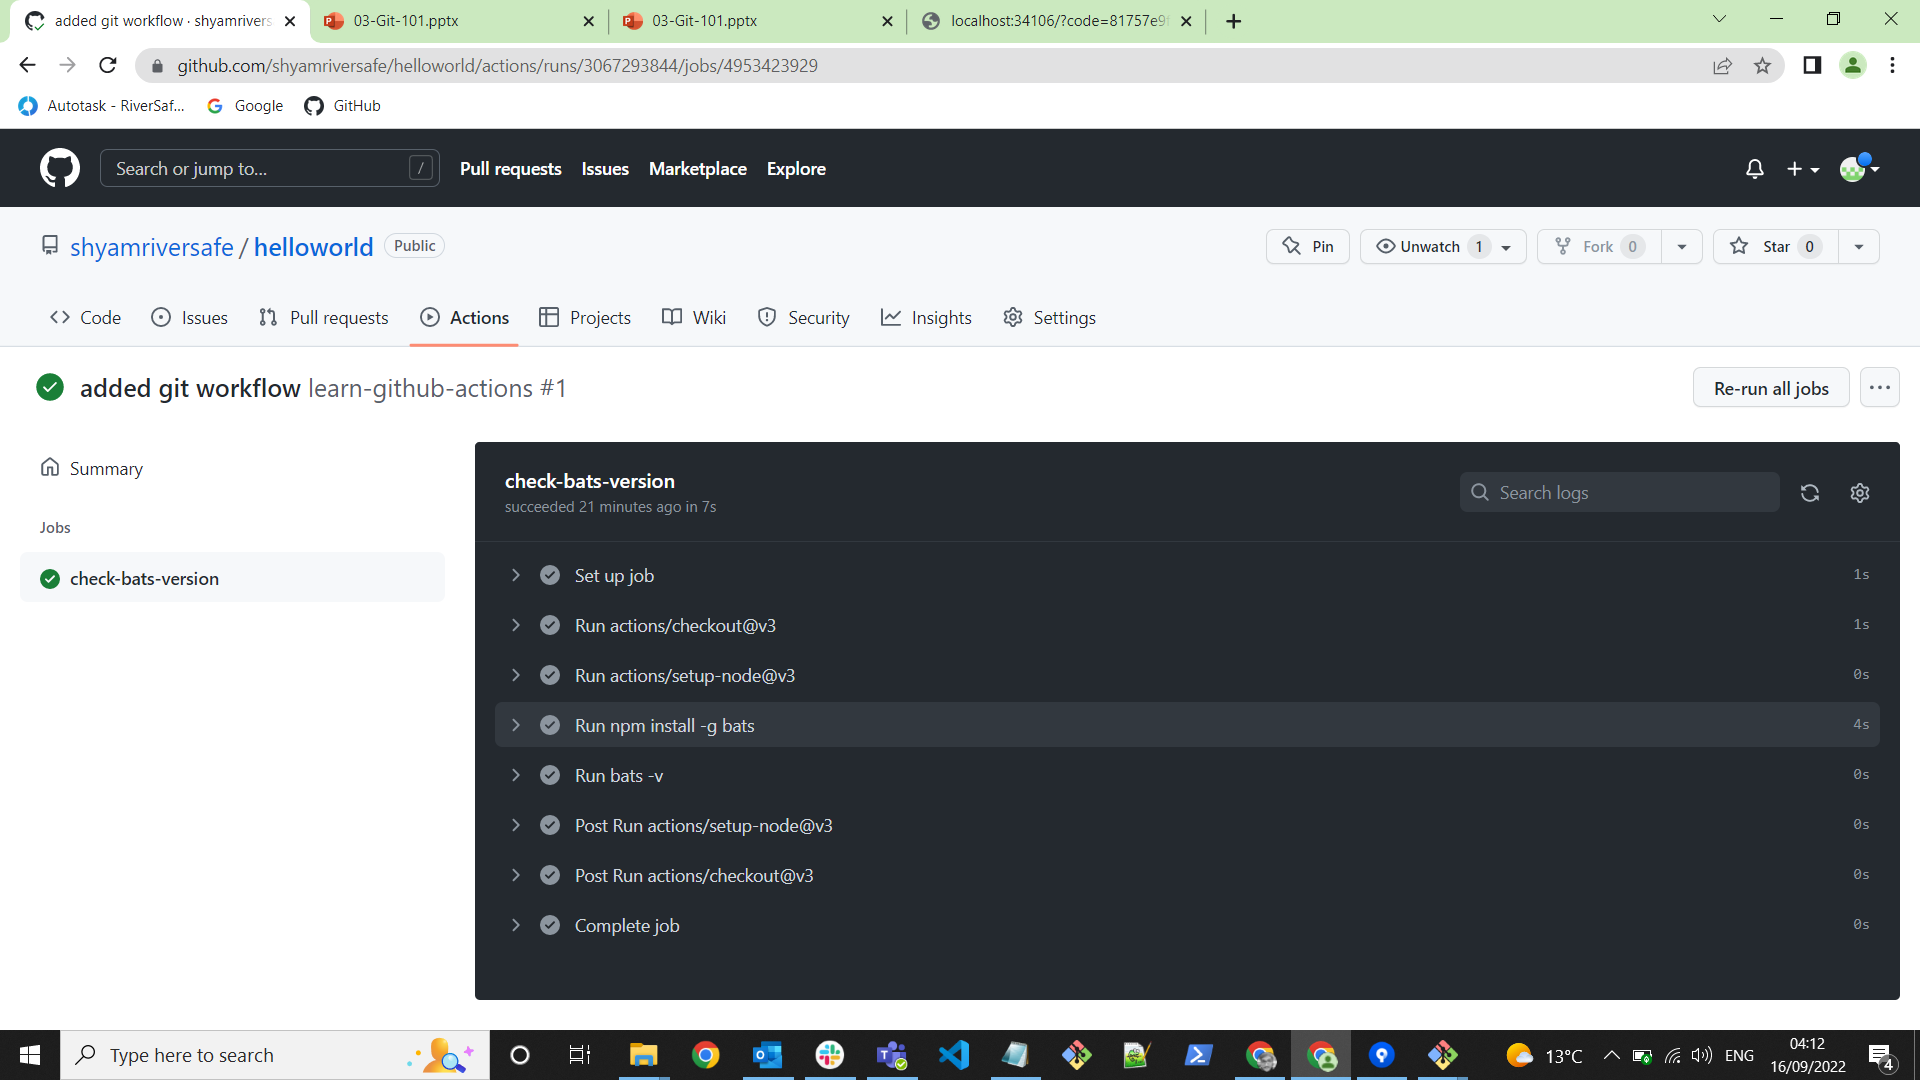 added git workflow · shyamrivers
03-Git-101.pptx
03-Git-101.pptx
localhost:34106/?code=81757e9f
github.com/shyamriversafe/helloworld/actions/runs/3067293844/jobs/4953423929
Autotask - RiverSaf...
Google
GitHub
Search or jump to...
/
Pull requests
Issues
Marketplace
Explore
shyamriversafe / helloworld
Public
Pin
Unwatch 1
Fork 0
Star 0
Code
Issues
Pull requests
Actions
Projects
Wiki
Security
Insights
Settings
added git workflow learn-github-actions #1
Re-run all jobs
...
Summary
Jobs
check-bats-version
check-bats-version
succeeded 21 minutes ago in 7s
Search logs
Set up job 1s
Run actions/checkout@v3 1s
Run actions/setup-node@v3 0s
Run npm install -g bats 4s
Run bats -v 0s
Post Run actions/setup-node@v3 0s
Post Run actions/checkout@v3 0s
Complete job 0s
Type here to search
13°C
ENG
04:12
16/09/2022
4